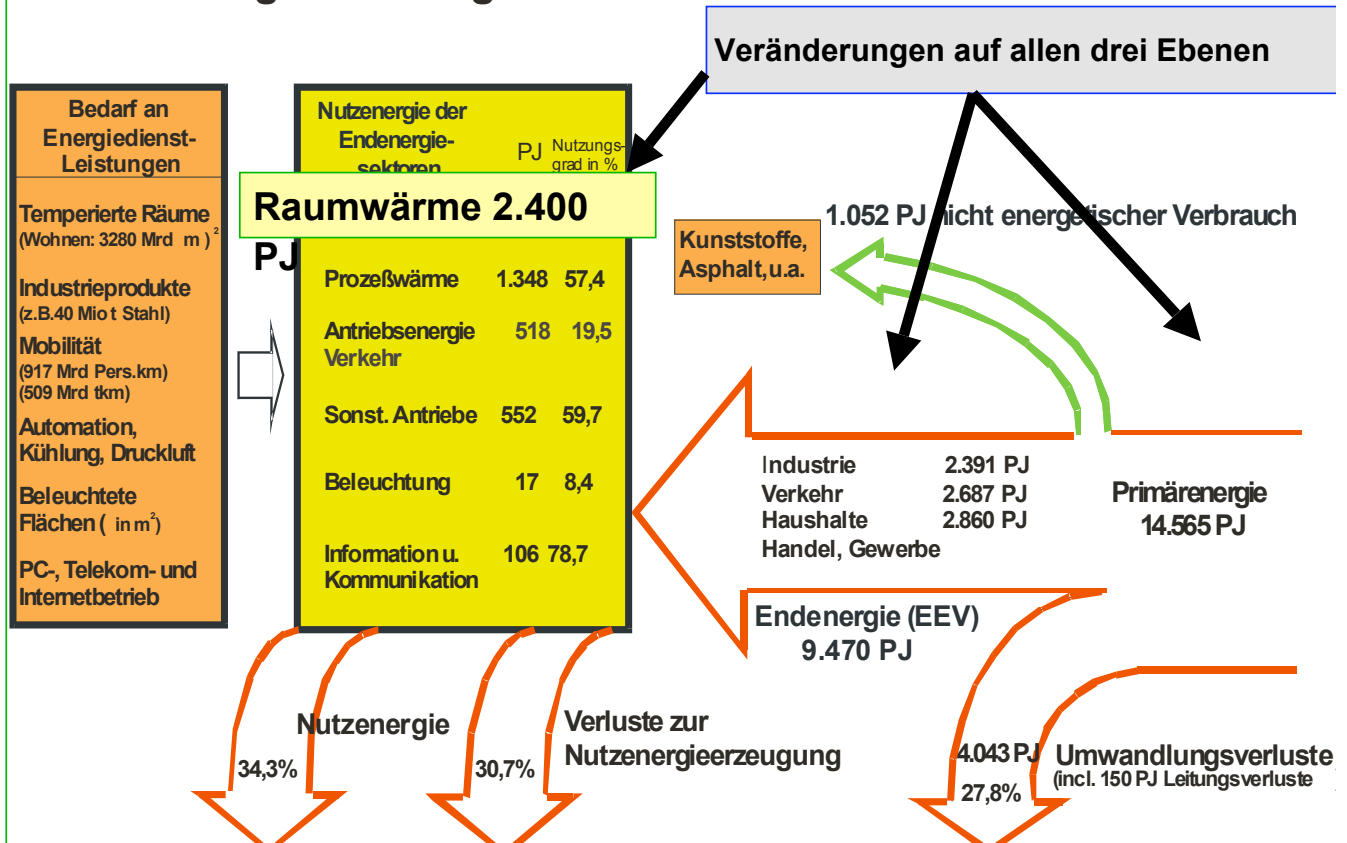 Veränderungen auf allen drei Ebenen
Bedarf an
Energiedienst-
Leistungen
Temperierte Räume
(Wohnen: 3280 Mrd m )²
Industrieprodukte
(z.B.40 Mio t Stahl)
Mobilität
(917 Mrd Pers.km)
(509 Mrd tkm)
Automation,
Kühlung, Druckluft
Beleuchtete
Flächen ( in m²)
PC-, Telekom- und
Internetbetrieb
Nutzenergie der
Endenergie-
sektoren
PJ
Nutzungs-
grad in %
Raumwärme 2.400
PJ
Prozeßwärme 1.348 57,4
Antriebsenergie 518 19,5
Verkehr
Sonst. Antriebe 552 59,7
Beleuchtung 17 8,4
Information u. 106 78,7
Kommunikation
1.052 PJ nicht energetischer Verbrauch
Kunststoffe,
Asphalt,u.a.
Industrie 2.391 PJ
Verkehr 2.687 PJ
Haushalte 2.860 PJ
Handel, Gewerbe
Primärenergie
14.565 PJ
Endenergie (EEV)
9.470 PJ
Nutzenergie
34,3%
Verluste zur
Nutzenergieerzeugung
30,7%
4.043 PJ
27,8%
Umwandlungsverluste
(incl. 150 PJ Leitungsverluste